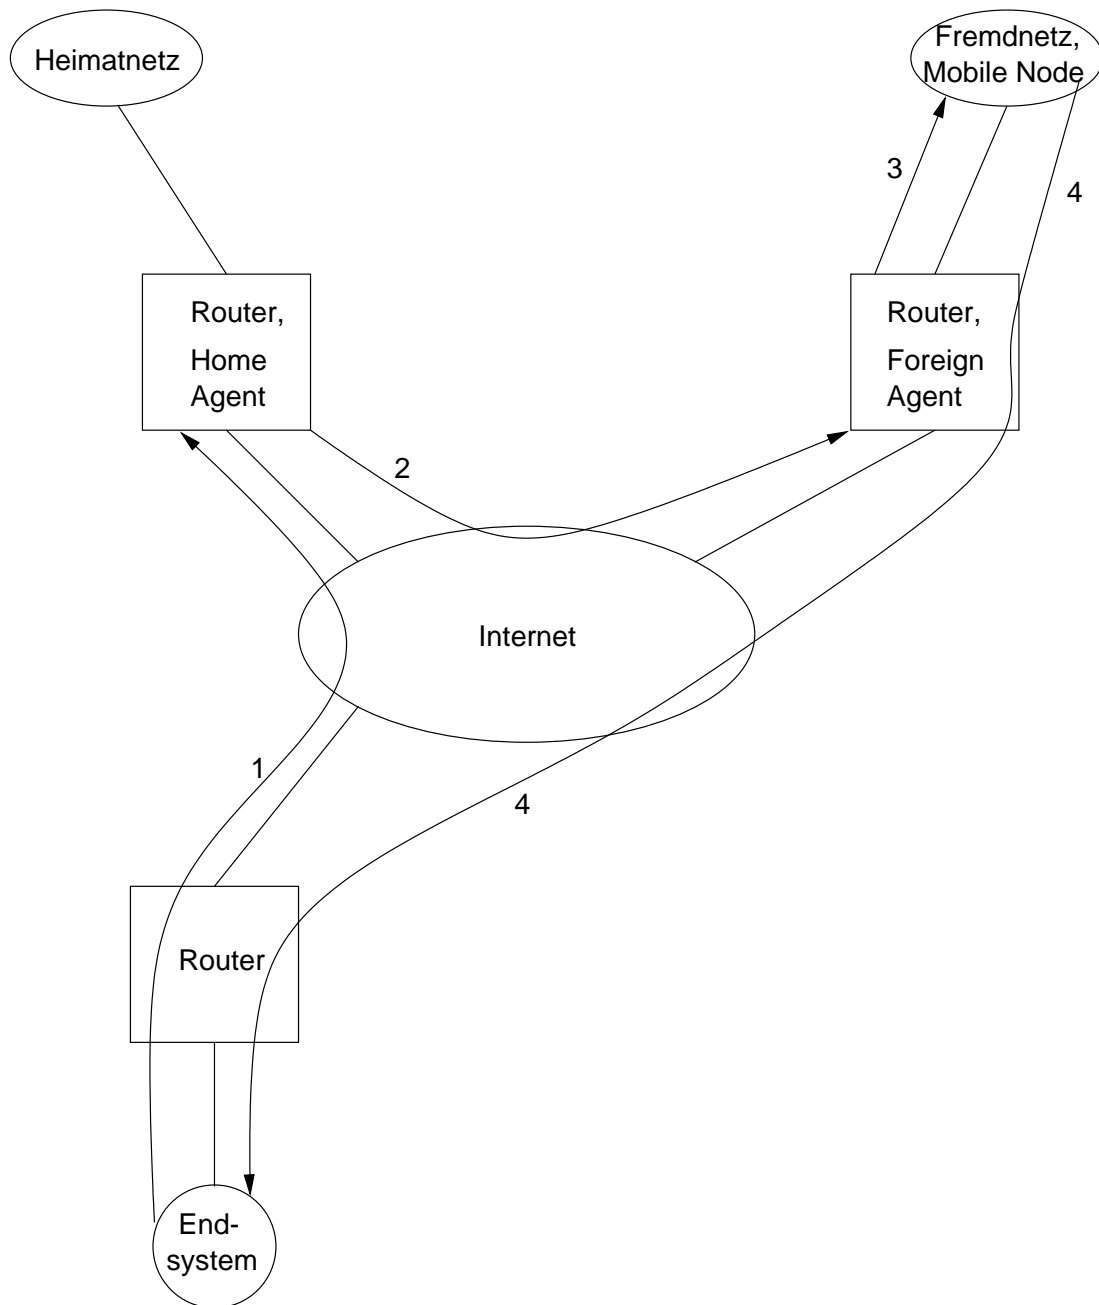 Heimatnetz
Fremdnetz,
Mobile Node
3
4
Router,
Home
Agent
Router,
Foreign
Agent
2
Internet
1
4
Router
End-
system